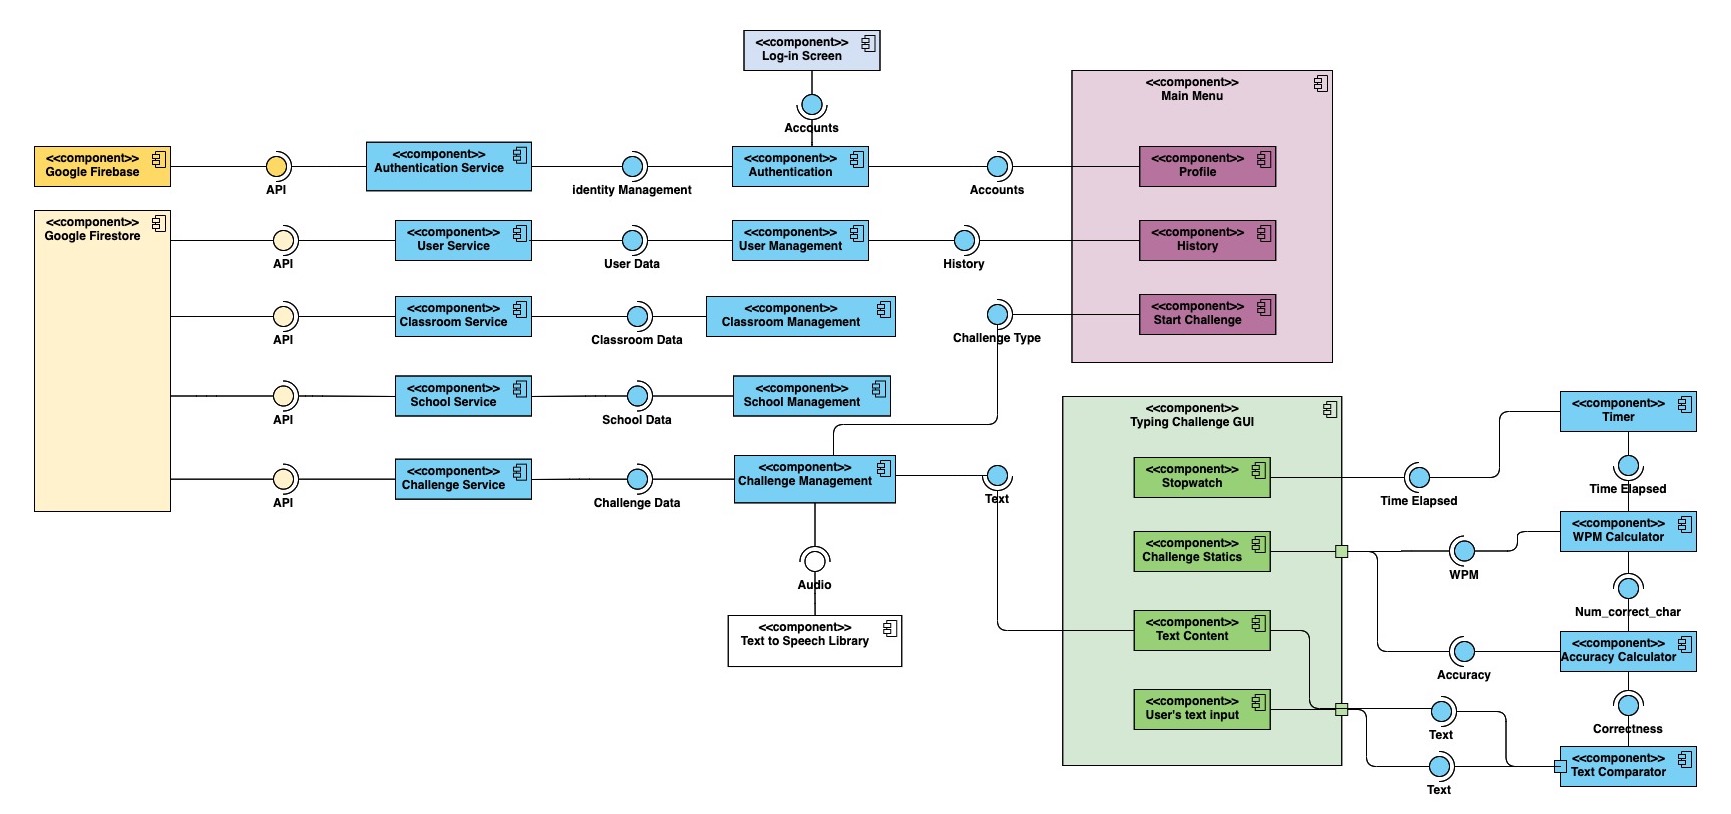 <<component>>
Log-in Screen
Accounts
<<component>>
Main Menu
<<component>>
Google Firebase
API
<<component>>
Authentication Service
identity Management
<<component>>
Authentication
Accounts
<<component>>
Profile
<<component>>
Google Firestore
API
<<component>>
User Service
User Data
<<component>>
User Management
History
<<component>>
History
API
<<component>>
Classroom Service
Classroom Data
<<component>>
Classroom Management
Challenge Type
<<component>>
Start Challenge
API
<<component>>
School Service
School Data
<<component>>
School Management
API
<<component>>
Challenge Service
Challenge Data
<<component>>
Challenge Management
Text
Audio
<<component>>
Text to Speech Library
<<component>>
Typing Challenge GUI
<<component>>
Stopwatch
Time Elapsed
<<component>>
Timer
Time Elapsed
<<component>>
Challenge Statics
WPM
<<component>>
WPM Calculator
Num_correct_char
<<component>>
Text Content
Accuracy
<<component>>
Accuracy Calculator
Correctness
<<component>>
User's text input
Text
Text
<<component>>
Text Comparator